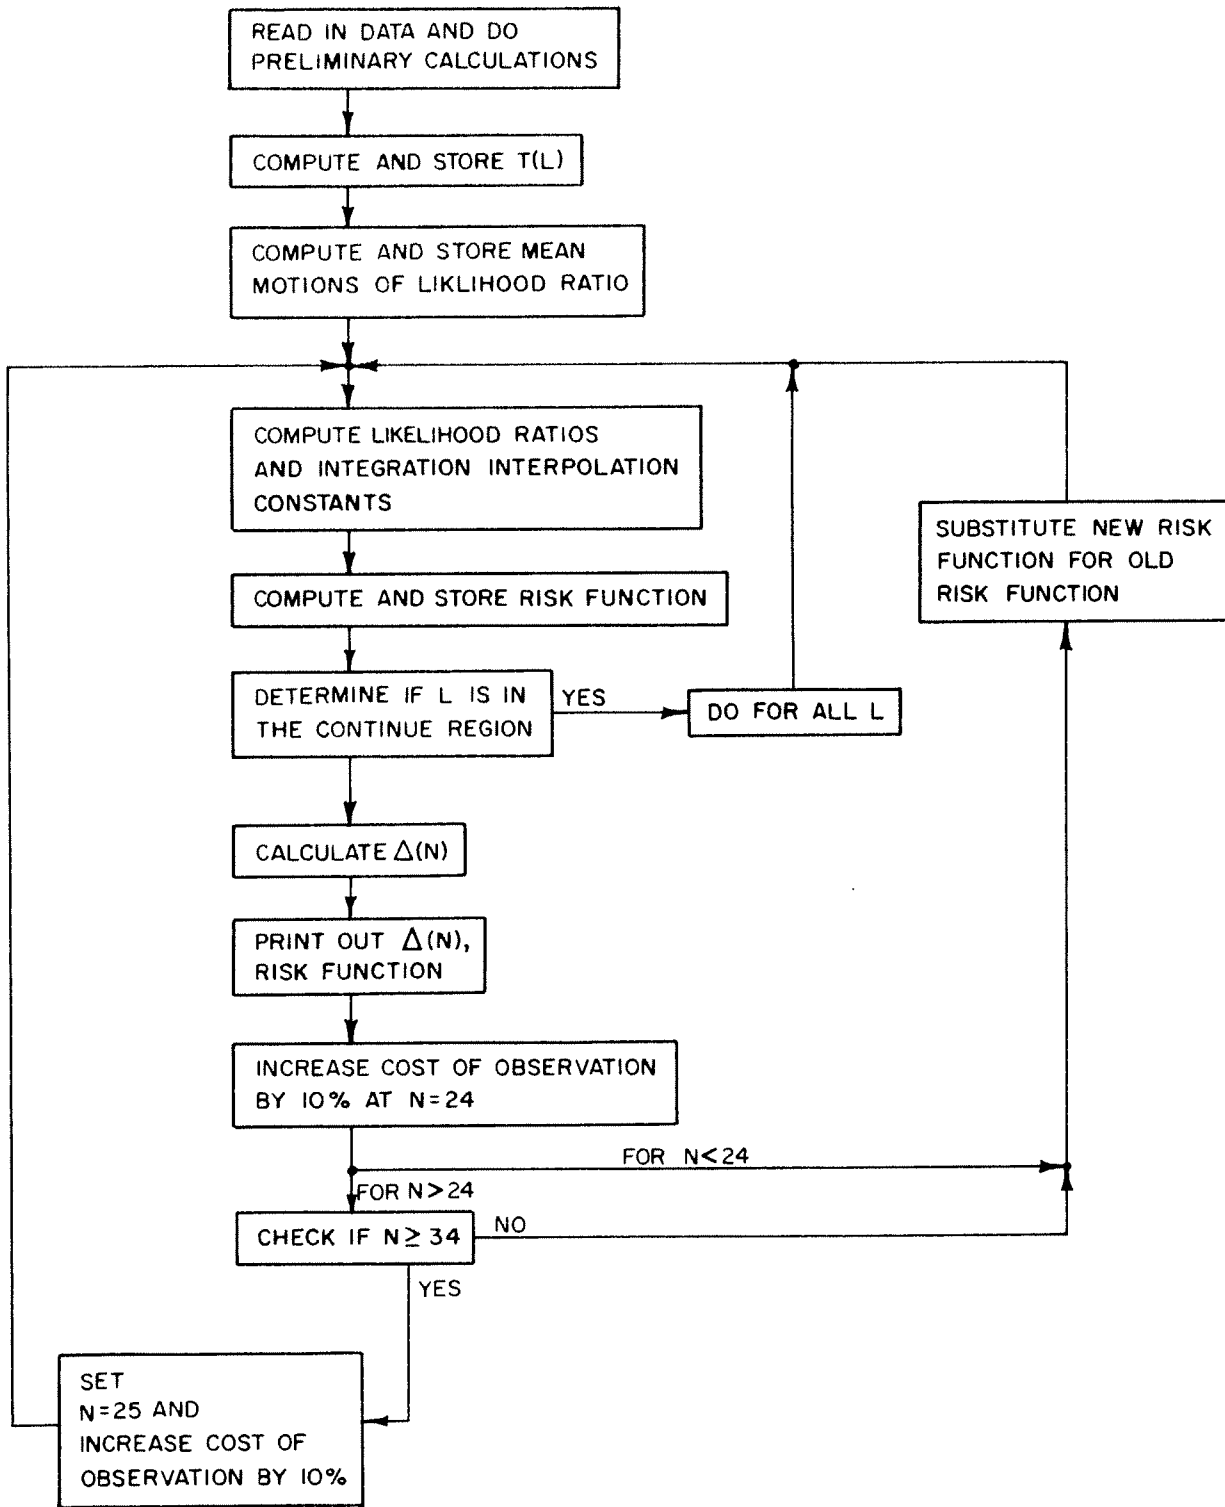 READ IN DATA AND DO
PRELIMINARY CALCULATIONS
COMPUTE AND STORE T(L)
COMPUTE AND STORE MEAN
MOTIONS OF LIKLIHOOD RATIO
COMPUTE LIKELIHOOD RATIOS
AND INTEGRATION INTERPOLATION
CONSTANTS
SUBSTITUTE NEW RISK
FUNCTION FOR OLD
RISK FUNCTION
COMPUTE AND STORE RISK FUNCTION
DETERMINE IF L IS IN
THE CONTINUE REGION
YES
DO FOR ALL L
CALCULATE Δ(N)
PRINT OUT Δ(N),
RISK FUNCTION
INCREASE COST OF OBSERVATION
BY 10% AT N=24
FOR N<24
FOR N>24
CHECK IF N≥34
NO
YES
SET
N=25 AND
INCREASE COST OF
OBSERVATION BY 10%